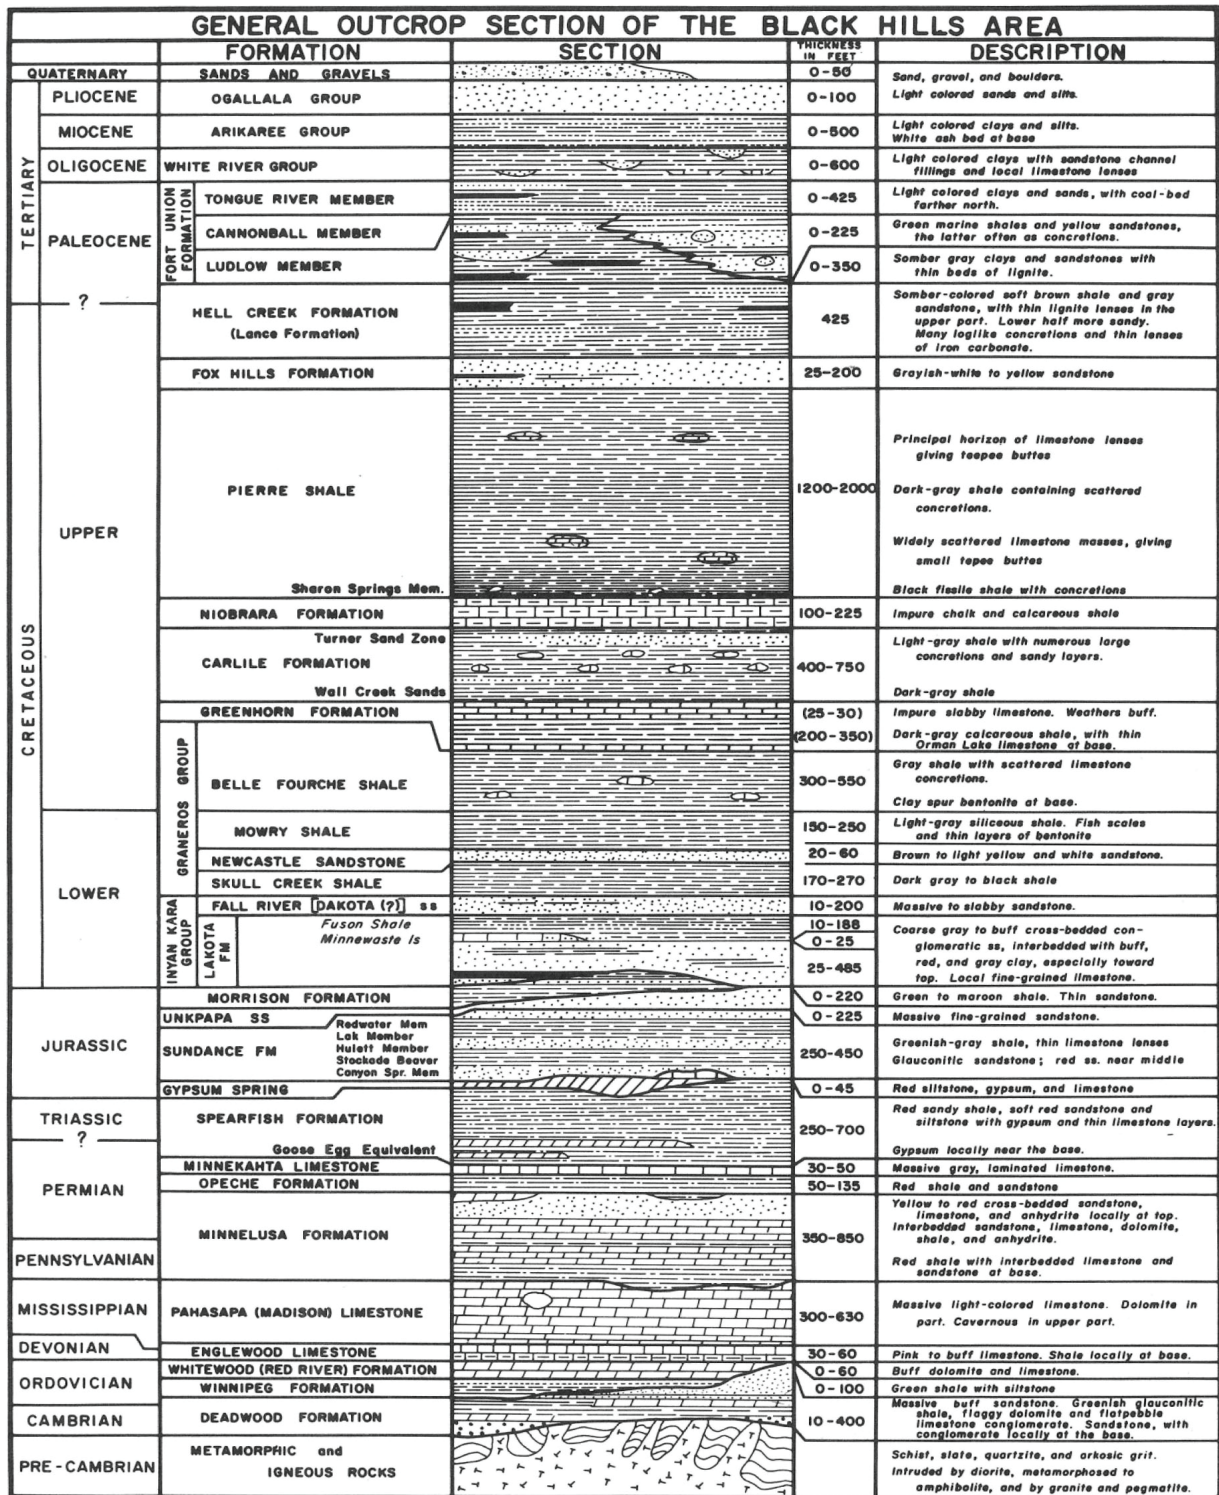 GENERAL OUTCROP SECTION OF THE BLACK HILLS AREA
FORMATION
SECTION
THICKNESS
IN FEET
DESCRIPTION
QUATERNARY
SANDS AND GRAVELS
0-50
Sand, gravel, and boulders.
TERTIARY
PLIOCENE
OGALLALA GROUP
0-100
Light colored sands and silts.
MIOCENE
ARIKAREE GROUP
0-500
Light colored clays and silts.
White ash bed at base
OLIGOCENE
WHITE RIVER GROUP
0-600
Light colored clays with sandstone channel
fillings and local limestone lenses
PALEOCENE
FORT UNION
FORMATION
TONGUE RIVER MEMBER
0-425
Light colored clays and sands, with coal-bed
farther north.
CANNONBALL MEMBER
0-225
Green marine shales and yellow sandstones,
the latter often as concretions.
LUDLOW MEMBER
0-350
Somber gray clays and sandstones with
thin beds of lignite.
?
CRETACEOUS
UPPER
HELL CREEK FORMATION
(Lance Formation)
425
Somber-colored soft brown shale and gray
sandstone, with thin lignite lenses in the
upper part. Lower half more sandy.
Many loglike concretions and thin lenses
of iron carbonate.
FOX HILLS FORMATION
25-200
Grayish-white to yellow sandstone
PIERRE SHALE
1200-2000
Principal horizon of limestone lenses
giving teepee buttes
Dark-gray shale containing scattered
concretions.
Widely scattered limestone masses, giving
small tepee buttes
Sharon Springs Mem.
Black fissile shale with concretions
NIOBRARA FORMATION
100-225
Impure chalk and calcareous shale
Turner Sand Zone
CARLILE FORMATION
Wall Creek Sands
400-750
Light-gray shale with numerous large
concretions and sandy layers.
Dark-gray shale
GREENHORN FORMATION
(25-30)
Impure slabby limestone. Weathers buff.
(200-350)
Dark-gray calcareous shale, with thin
Orman Lake limestone at base.
GRANEROS GROUP
BELLE FOURCHE SHALE
300-550
Gray shale with scattered limestone
concretions.
Clay spur bentonite at base.
LOWER
MOWRY SHALE
150-250
Light-gray siliceous shale. Fish scales
and thin layers of bentonite
NEWCASTLE SANDSTONE
20-60
Brown to light yellow and white sandstone.
SKULL CREEK SHALE
170-270
Dark gray to black shale
INYAN KARA
GROUP
FALL RIVER [DAKOTA (?)] ss
10-200
Massive to slabby sandstone.
LAKOTA
FM
Fuson Shale
Minnewaste ls
10-188
0-25
25-485
Coarse gray to buff cross-bedded con-
glomeratic ss, interbedded with buff,
red, and gray clay, especially toward
top. Local fine-grained limestone.
JURASSIC
MORRISON FORMATION
0-220
Green to maroon shale. Thin sandstone.
UNKPAPA SS
0-225
Massive fine-grained sandstone.
SUNDANCE FM
Redwater Mem
Lak Member
Hulett Member
Stockade Beaver
Canyon Spr. Mem
250-450
Greenish-gray shale, thin limestone lenses
Glauconitic sandstone; red ss. near middle
GYPSUM SPRING
0-45
Red siltstone, gypsum, and limestone
TRIASSIC
?
SPEARFISH FORMATION
Goose Egg Equivalent
250-700
Red sandy shale, soft red sandstone and
siltstone with gypsum and thin limestone layers.
Gypsum locally near the base.
PERMIAN
MINNEKAHTA LIMESTONE
30-50
Massive gray, laminated limestone.
OPECHE FORMATION
50-135
Red shale and sandstone
MINNELUSA FORMATION
350-850
Yellow to red cross-bedded sandstone,
limestone, and anhydrite locally at top.
Interbedded sandstone, limestone, dolomite,
shale, and anhydrite.
PENNSYLVANIAN
Red shale with interbedded limestone and
sandstone at base.
MISSISSIPPIAN
PAHASAPA (MADISON) LIMESTONE
300-630
Massive light-colored limestone. Dolomite in
part. Cavernous in upper part.
DEVONIAN
ENGLEWOOD LIMESTONE
30-60
Pink to buff limestone. Shale locally at base.
ORDOVICIAN
WHITEWOOD (RED RIVER) FORMATION
0-60
Buff dolomite and limestone.
WINNIPEG FORMATION
0-100
Green shale with siltstone
CAMBRIAN
DEADWOOD FORMATION
10-400
Massive buff sandstone. Greenish glauconitic
shale, flaggy dolomite and flatpebble
limestone conglomerate. Sandstone, with
conglomerate locally at the base.
PRE-CAMBRIAN
METAMORPHIC and
IGNEOUS ROCKS
Schist, slate, quartzite, and arkosic grit.
Intruded by diorite, metamorphosed to
amphibolite, and by granite and pegmatite.